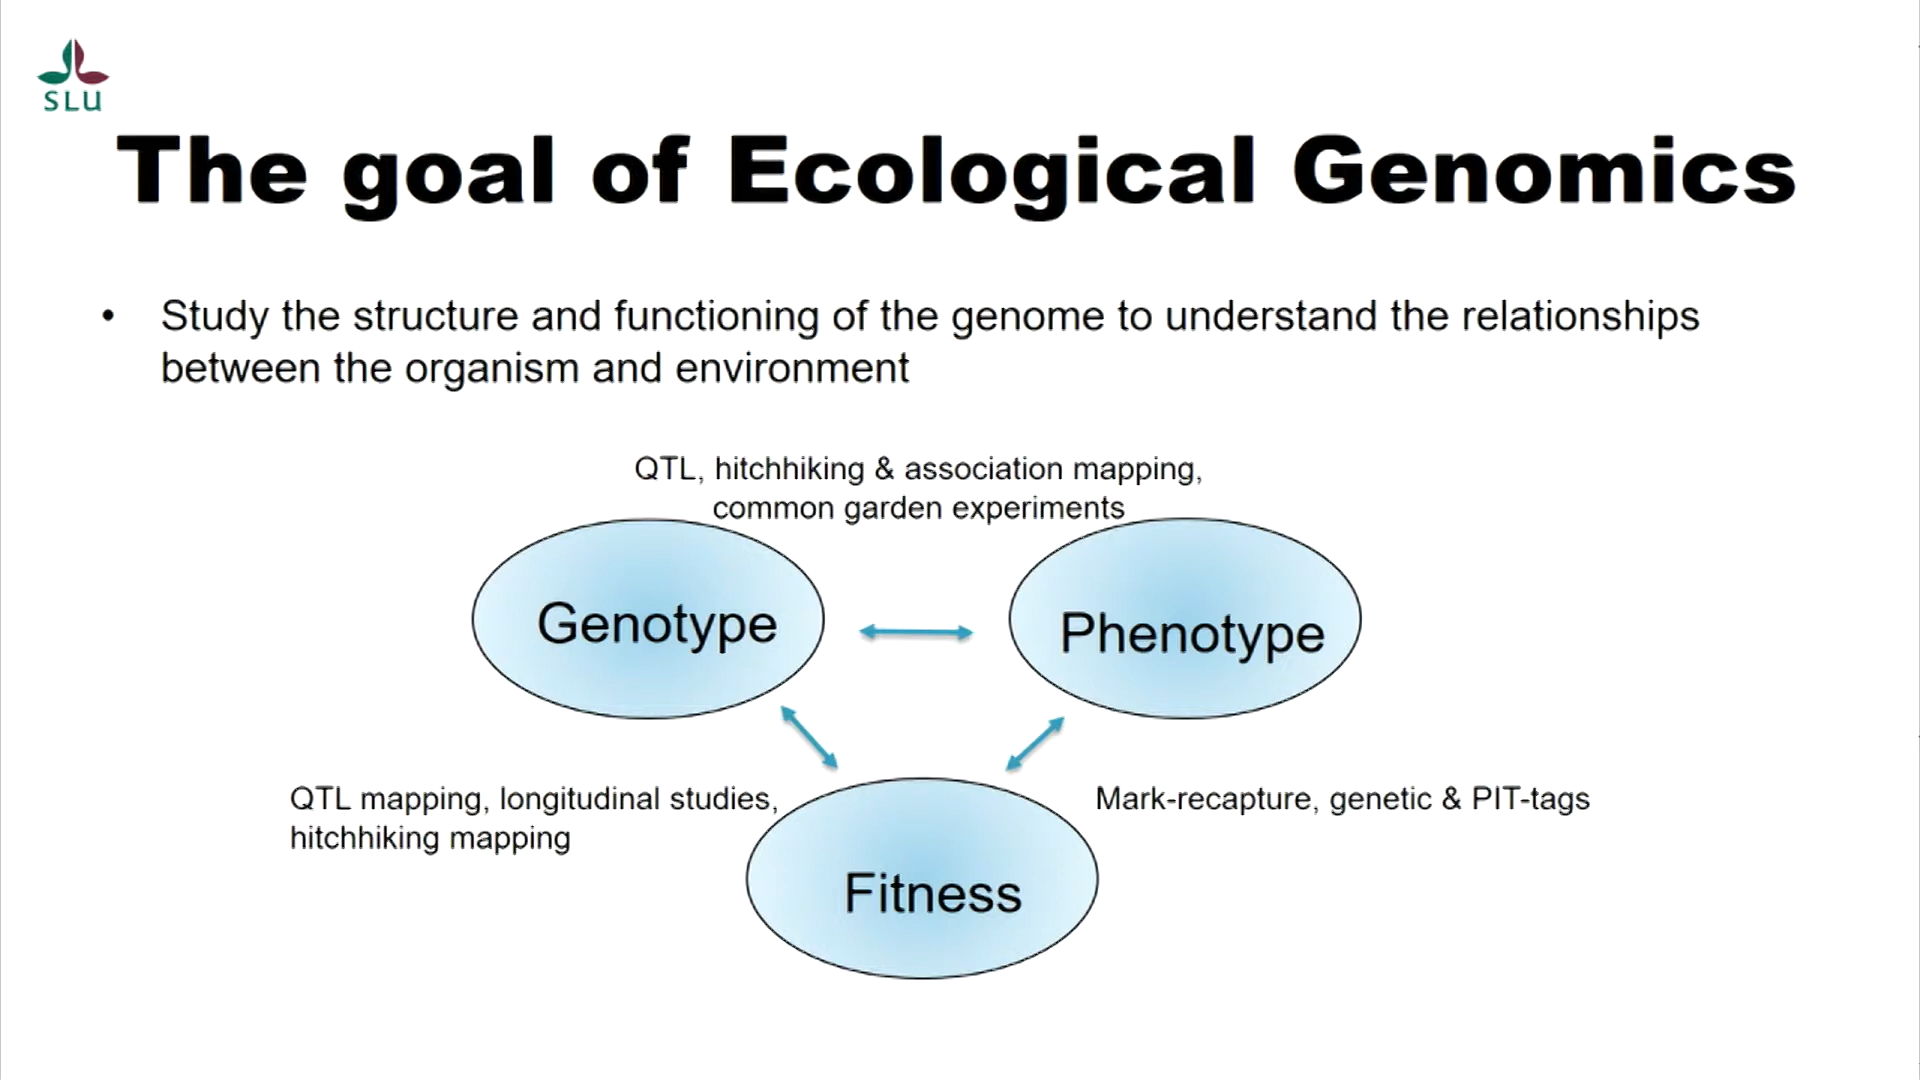 SLU
The goal of Ecological Genomics
• Study the structure and functioning of the genome to understand the relationships
between the organism and environment
QTL, hitchhiking & association mapping,
common garden experiments
Genotype
Phenotype
QTL mapping, longitudinal studies,
hitchhiking mapping
Mark-recapture, genetic & PIT-tags
Fitness